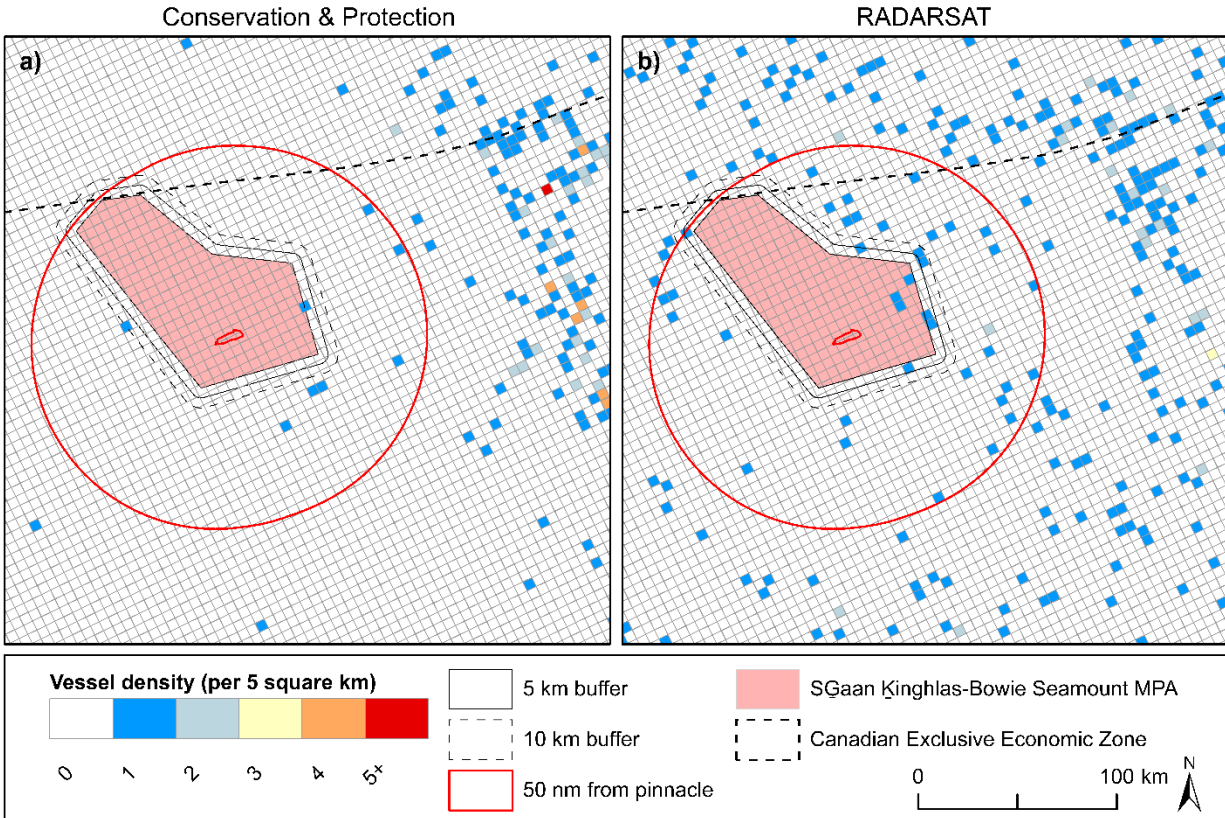 Conservation & Protection
RADARSAT
a)
b)
Vessel density (per 5 square km)
0 1 2 3 4 5+
5 km buffer
10 km buffer
50 nm from pinnacle
SG̲aan K̲inghlas-Bowie Seamount MPA
Canadian Exclusive Economic Zone
0 100 km
N